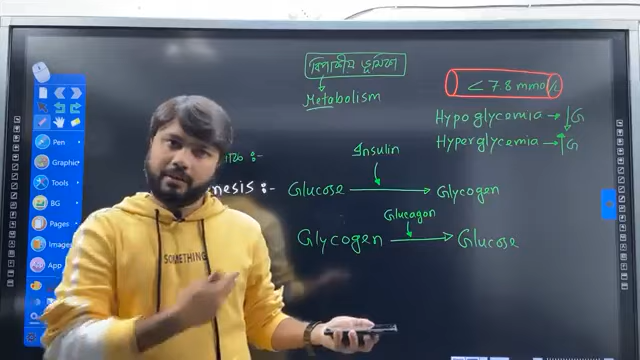 বিপাকীয় ভূমিকা
Metabolism
< 7.8 mmol/L
Hypoglycemia → ↓G
Hyperglycemia → ↑G
Insulin
Glucose → Glycogen
Glucagon
Glycogen → Glucose
nesis :-
SOMETHING
Pen
Graphic
Tools
BG
Pages
Images
App